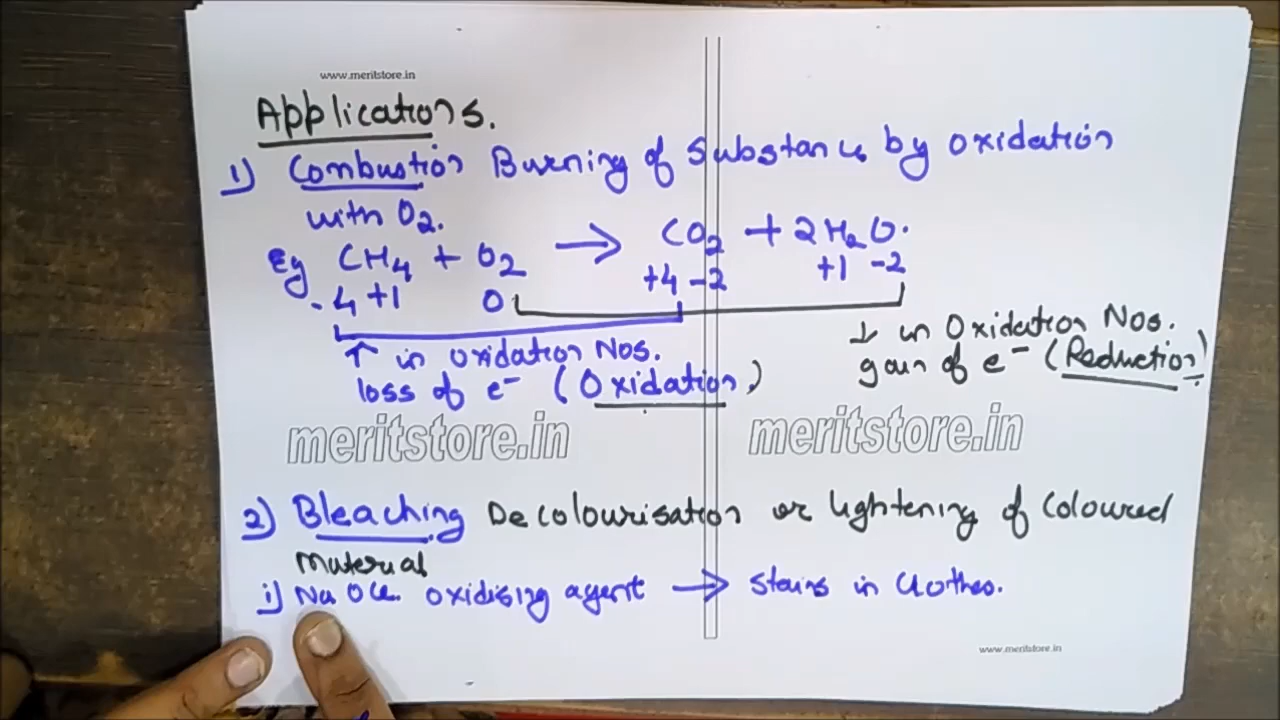 www.meritstore.in
Applications.
1) Combustion Burning of Substances by oxidation
with O2.
Eg CH4 + O2 → CO2 + 2H2O.
-4 +1 0 +4 -2 +1 -2
↑ in oxidation Nos.
loss of e⁻ (Oxidation)
↓ in Oxidation Nos.
gain of e⁻ (Reduction)
meritstore.in meritstore.in
2) Bleaching Decolourisation or lightening of Coloured
Material
i) NaOCl. oxidising agent → Stains in Clothes.
www.meritstore.in